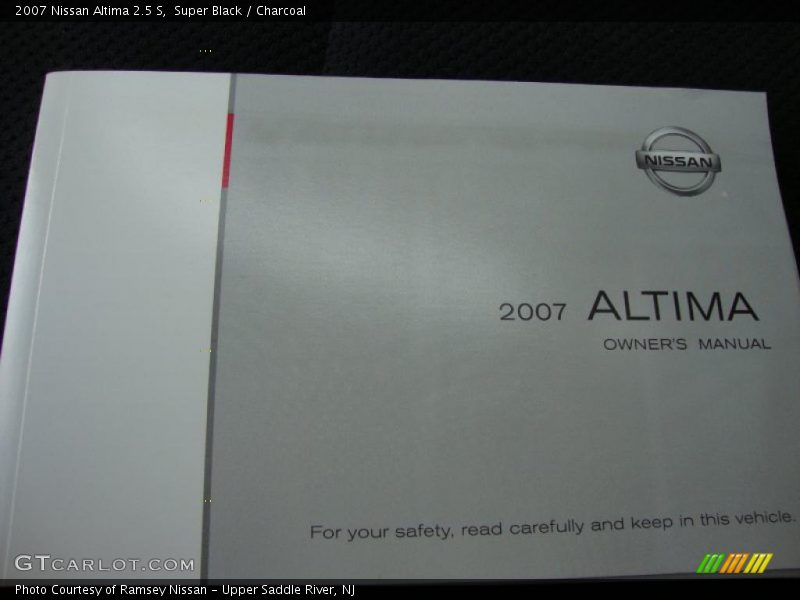 2007 Nissan Altima 2.5 S, Super Black / Charcoal
NISSAN
2007 ALTIMA
OWNER'S MANUAL
For your safety, read carefully and keep in this vehicle.
GTCARLOT.COM
Photo Courtesy of Ramsey Nissan - Upper Saddle River, NJ